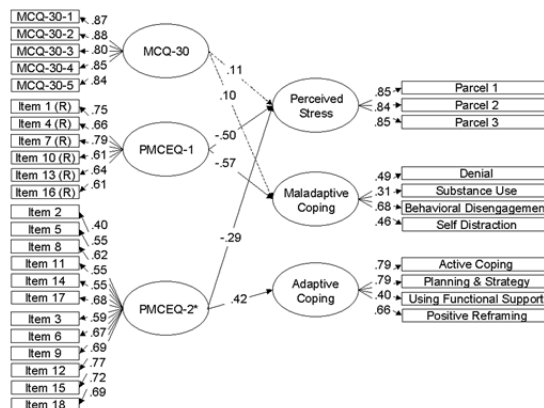 MCQ-30-1
MCQ-30-2
MCQ-30-3
MCQ-30-4
MCQ-30-5
.87
.88
.80
.85
.84
MCQ-30
Item 1 (R)
Item 4 (R)
Item 7 (R)
Item 10 (R)
Item 13 (R)
Item 16 (R)
.75
.66
.79
.61
.64
.61
PMCEQ-1
Item 2
Item 5
Item 8
Item 11
Item 14
Item 17
Item 3
Item 6
Item 9
Item 12
Item 15
Item 18
.40
.55
.62
.55
.55
.68
.59
.67
.69
.77
.72
.69
PMCEQ-2*
.11
.10
-.50
-.57
-.29
.42
Perceived
Stress
.85
.84
.85
Parcel 1
Parcel 2
Parcel 3
Maladaptive
Coping
.49
.31
.68
.46
Denial
Substance Use
Behavioral Disengagement
Self Distraction
Adaptive
Coping
.79
.79
.40
.66
Active Coping
Planning & Strategy
Using Functional Support
Positive Reframing